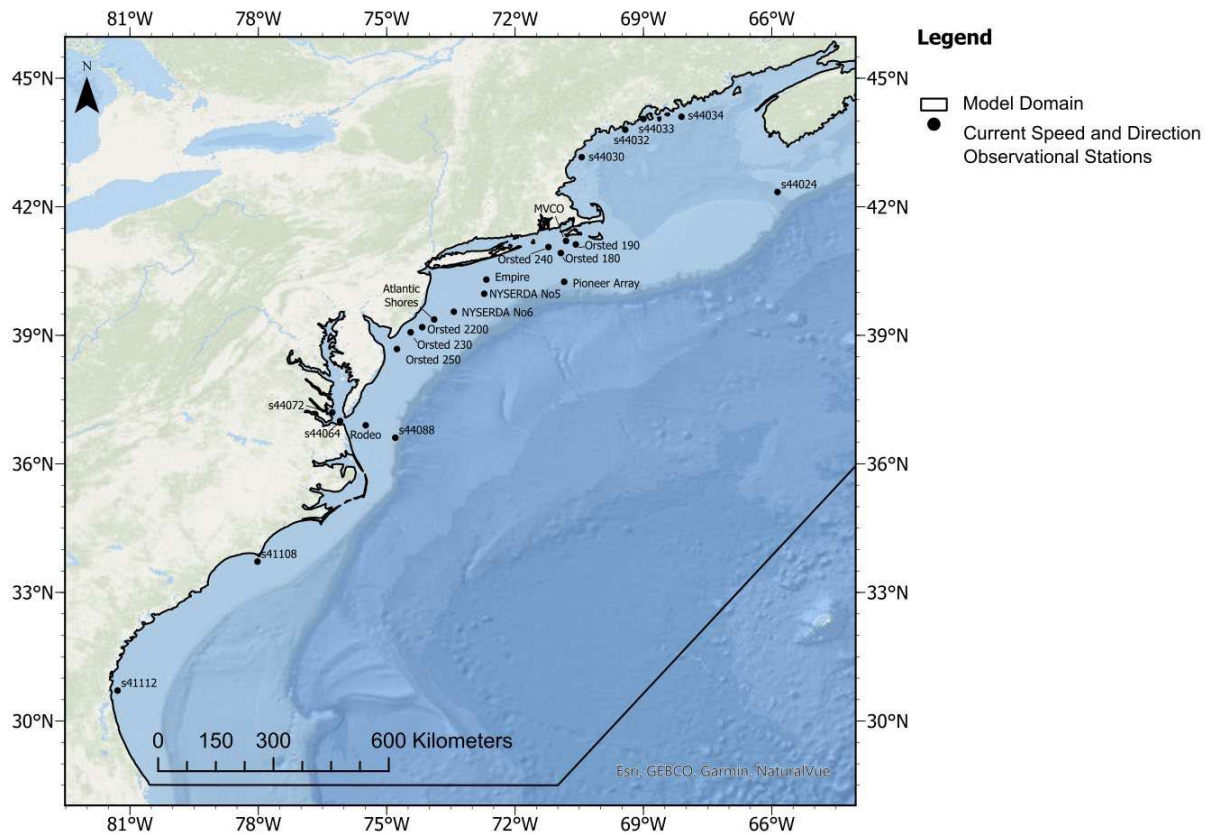 81°W 78°W 75°W 72°W 69°W 66°W
Legend
N
45°N 45°N
Model Domain
Current Speed and Direction
Observational Stations
s44034
s44033
s44032
s44030
s44024
42°N 42°N
MVCO
Orsted 190
Orsted 240 Orsted 180
Empire
Pioneer Array
Atlantic
Shores
NYSERDA No5
NYSERDA No6
39°N 39°N
Orsted 2200
Orsted 230
Orsted 250
s44072
s44064
Rodeo
s44088
36°N 36°N
s41108
33°N 33°N
s41112
30°N 30°N
0 150 300 600 Kilometers
Esri, GEBCO, Garmin, NaturalVue
81°W 78°W 75°W 72°W 69°W 66°W